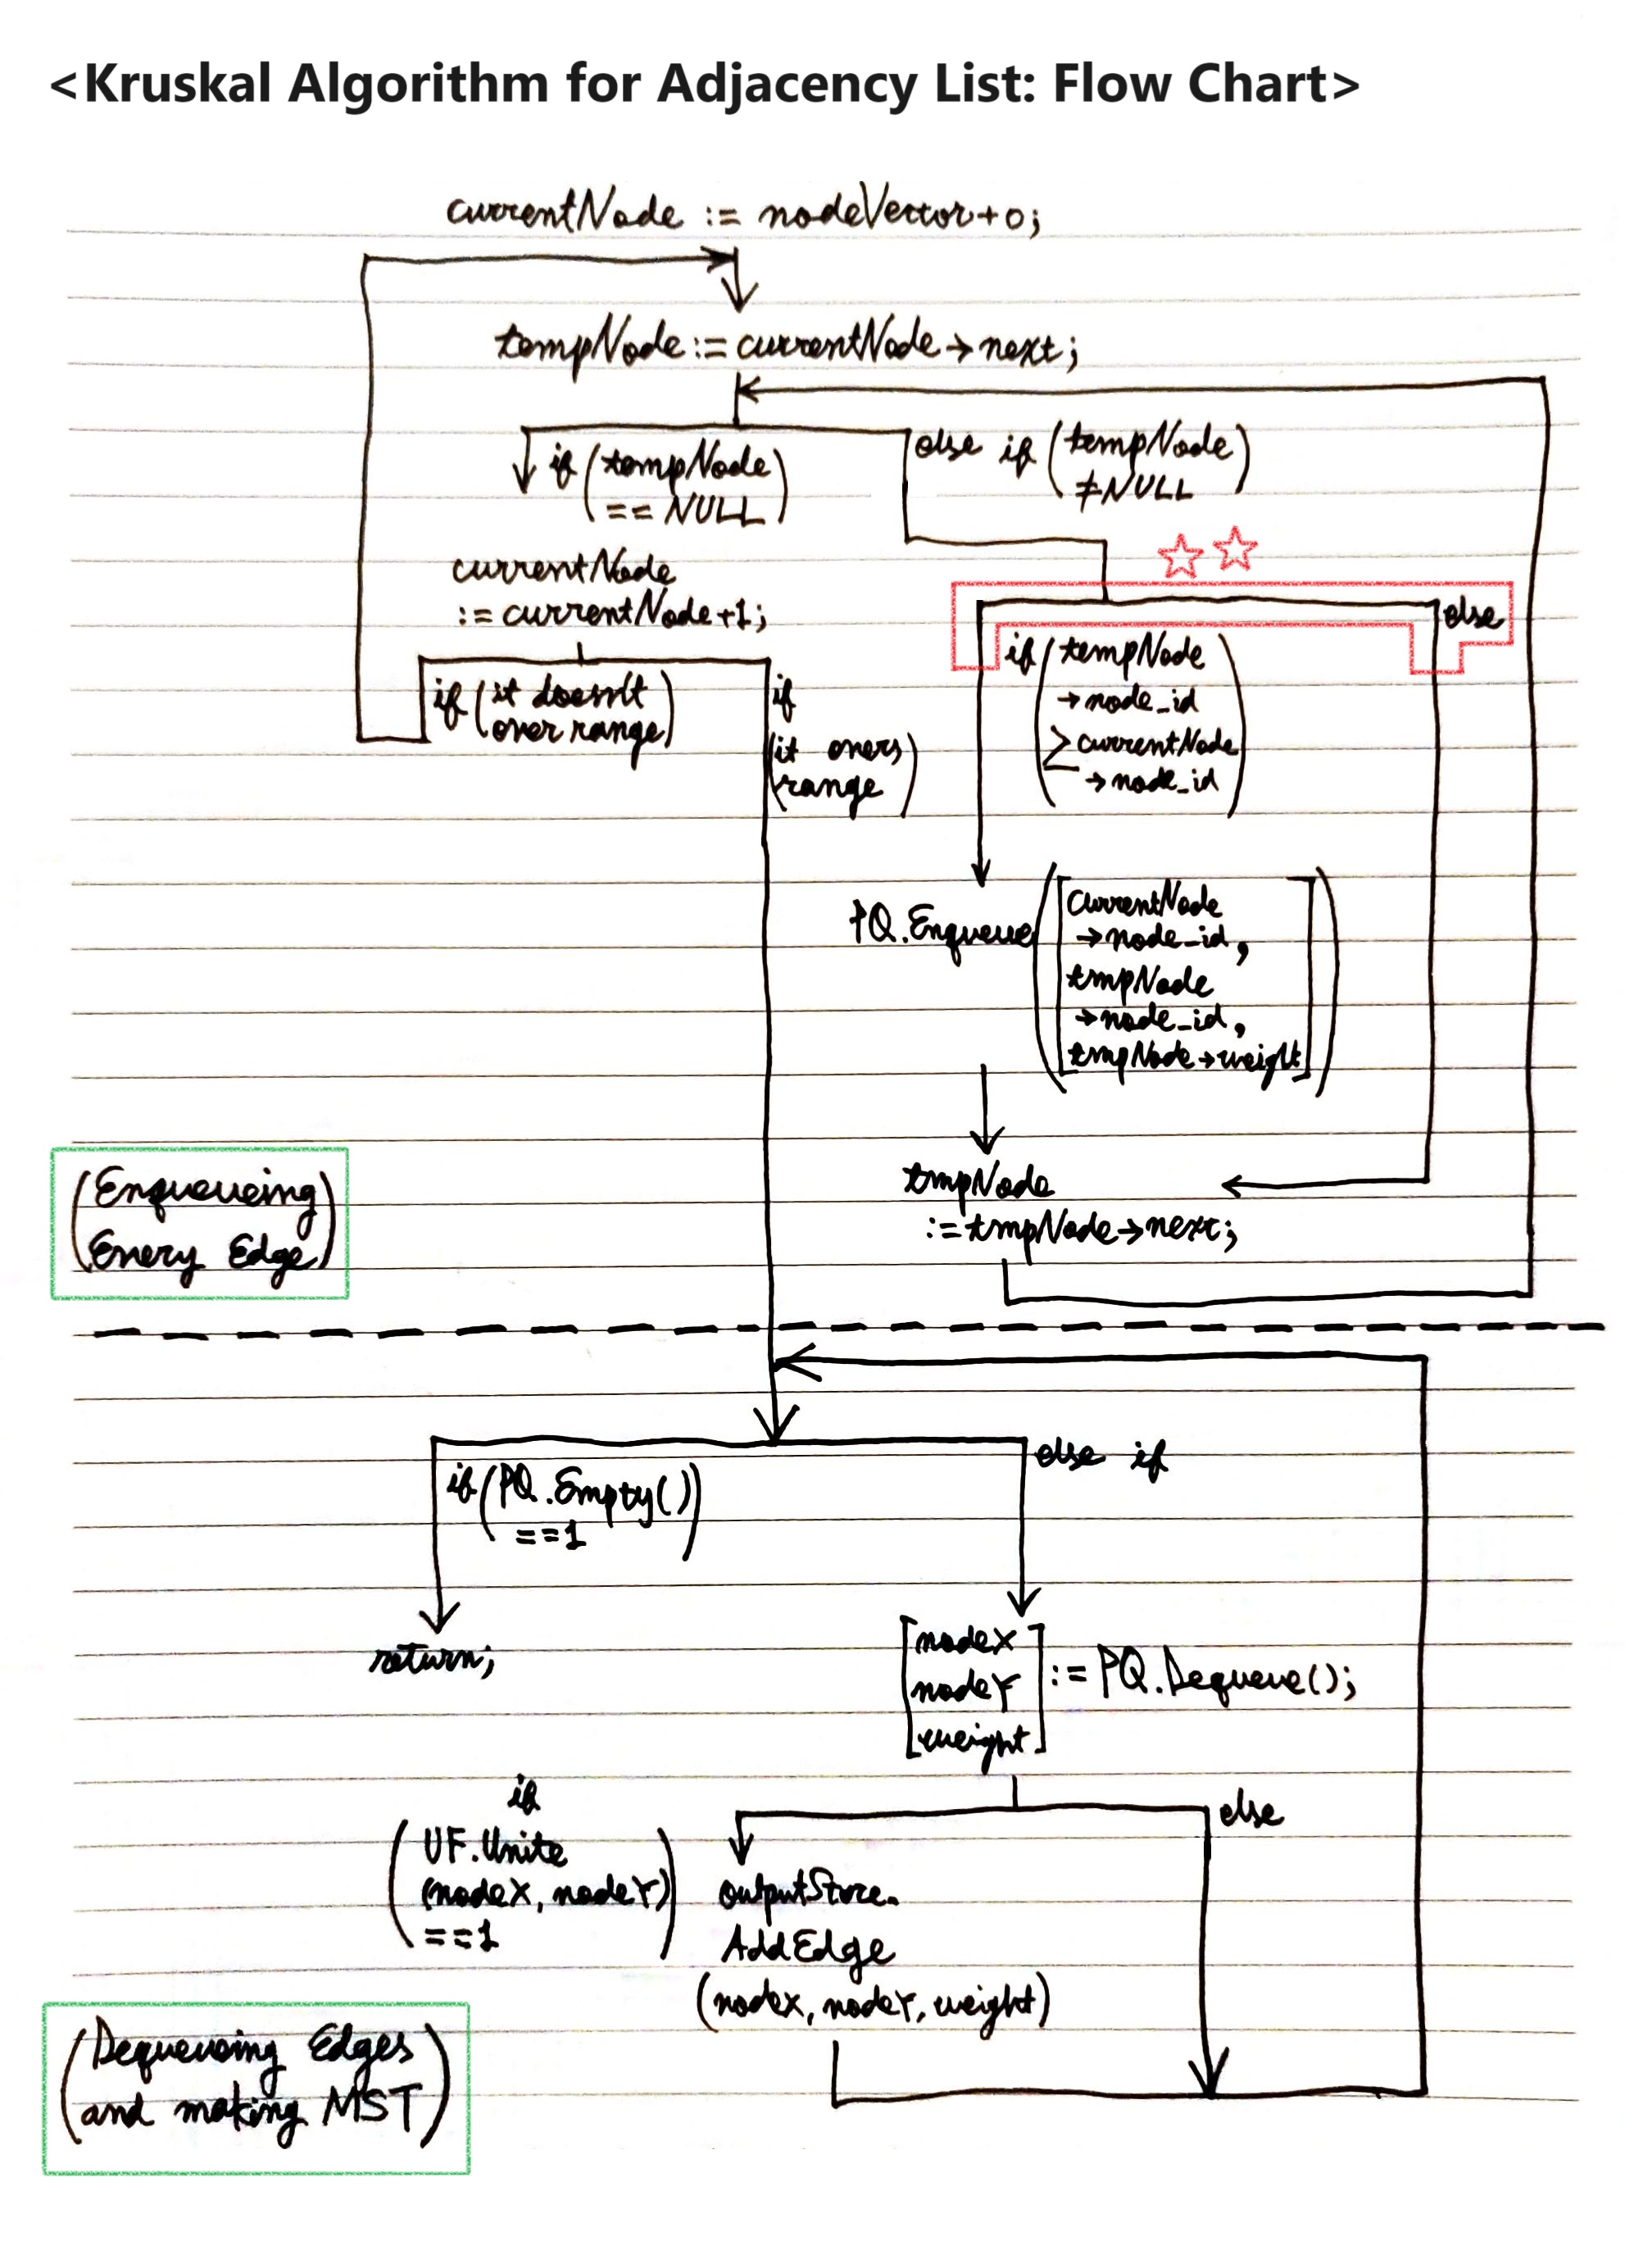 <Kruskal Algorithm for Adjacency List: Flow Chart>
currentNode := nodeVector+0;
tempNode := currentNode→next;
if (tempNode
== NULL)
else if (tempNode
≠NULL)
currentNode
:= currentNode+1;
if (it doesn't
over range)
if
(it overs
range)
else
if (tempNode
→node_id
≥ currentNode
→node_id)
PQ.Enqueue([currentNode
→node_id,
tmpNode
→node_id,
tmpNode→weight])
tmpNode
:=tmpNode→next;
(Enqueueing
Every Edge)
if (PQ.Empty()
==1)
else if
return;
[nodeX
nodeY
weight] := PQ.Dequeue();
if
(UF.Unite
(nodeX, nodeY)
==1)
else
outputStore.
AddEdge
(nodeX, nodeY, weight)
(Dequeueing Edges
and making MST)